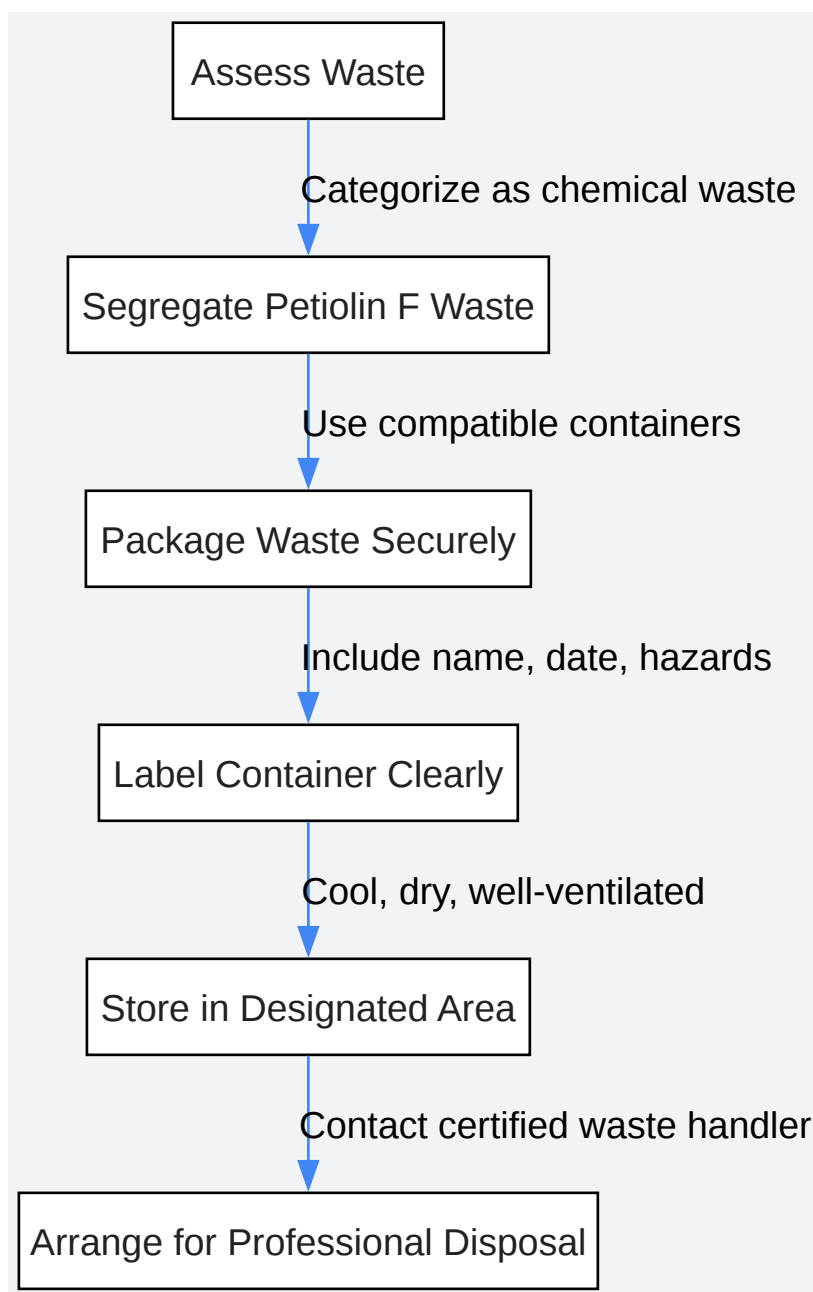 Assess Waste
Categorize as chemical waste
Segregate Petiolin F Waste
Use compatible containers
Package Waste Securely
Include name, date, hazards
Label Container Clearly
Cool, dry, well-ventilated
Store in Designated Area
Contact certified waste handler
Arrange for Professional Disposal